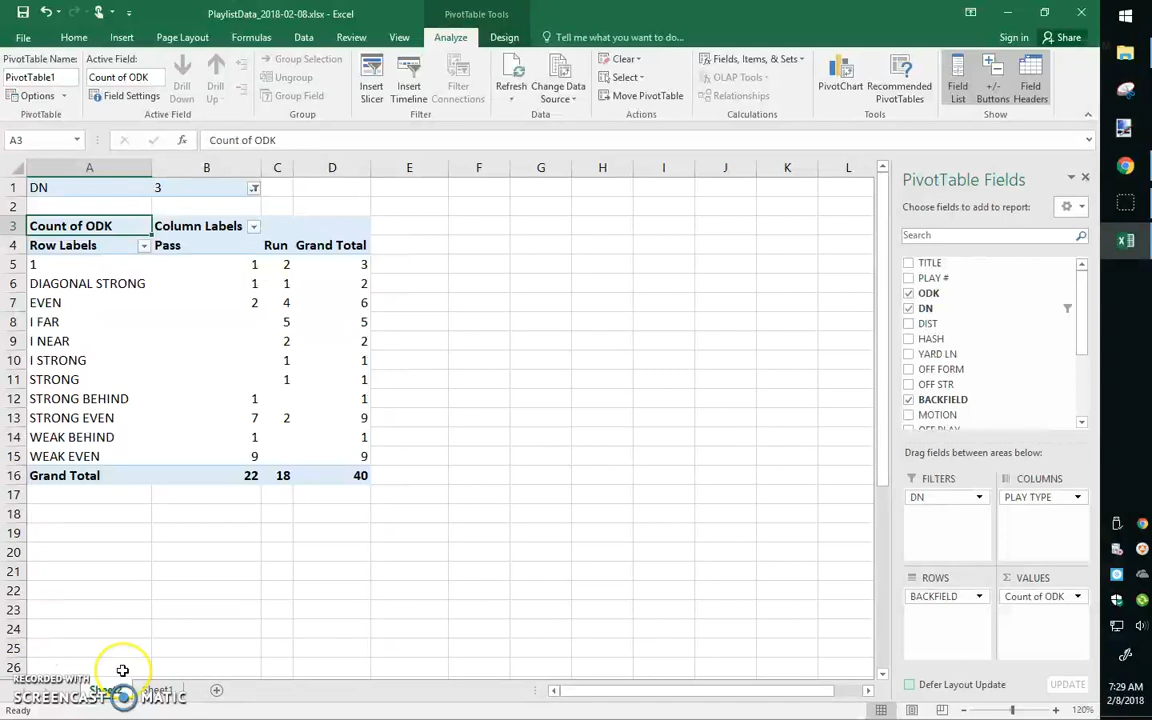 PlaylistData_2018-02-08.xlsx - Excel
PivotTable Tools
File Home Insert Page Layout Formulas Data Review View Analyze Design Tell me what you want to do... Sign in Share
PivotTable Name: Active Field:
PivotTable1 Count of ODK
Options Field Settings
Drill Down Drill Up
Active Field
Group Selection
Ungroup
Group Field
Group
Insert Slicer Insert Timeline Filter Connections
Filter
Refresh Change Data Source
Data
Clear
Select
Move PivotTable
Actions
Fields, Items, & Sets
OLAP Tools
Relationships
Calculations
PivotChart Recommended PivotTables
Tools
Field List +/- Buttons Field Headers
Show
PivotTable
A3 fx Count of ODK
A B C D E F G H I J K L
1 DN 3
2
3 Count of ODK Column Labels
4 Row Labels Pass Run Grand Total
5 1 1 2 3
6 DIAGONAL STRONG 1 1 2
7 EVEN 2 4 6
8 I FAR 5 5
9 I NEAR 2 2
10 I STRONG 1 1
11 STRONG 1 1
12 STRONG BEHIND 1 1
13 STRONG EVEN 7 2 9
14 WEAK BEHIND 1 1
15 WEAK EVEN 9 9
16 Grand Total 22 18 40
17
18
19
20
21
22
23
24
25
26
PivotTable Fields
Choose fields to add to report:
Search
TITLE
PLAY #
ODK
DN
DIST
HASH
YARD LN
OFF FORM
OFF STR
BACKFIELD
MOTION
OFF PLAY
Drag fields between areas below:
FILTERS COLUMNS
DN PLAY TYPE
ROWS Σ VALUES
BACKFIELD Count of ODK
Defer Layout Update UPDATE
Sheet2 Sheet1
RECORDED WITH
SCREENCAST MATIC
Ready
120%
7:29 AM
2/8/2018